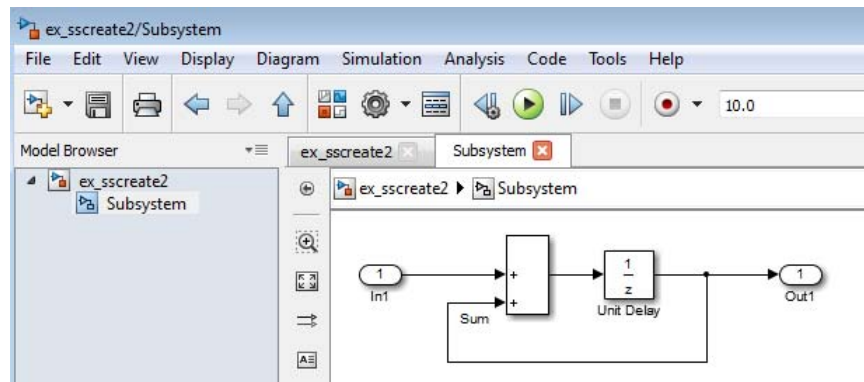 ex_sscreate2/Subsystem
File Edit View Display Diagram Simulation Analysis Code Tools Help
10.0
Model Browser
ex_sscreate2 Subsystem
ex_sscreate2
Subsystem
ex_sscreate2 Subsystem
1
In1
+
+
Sum
1
z
Unit Delay
1
Out1